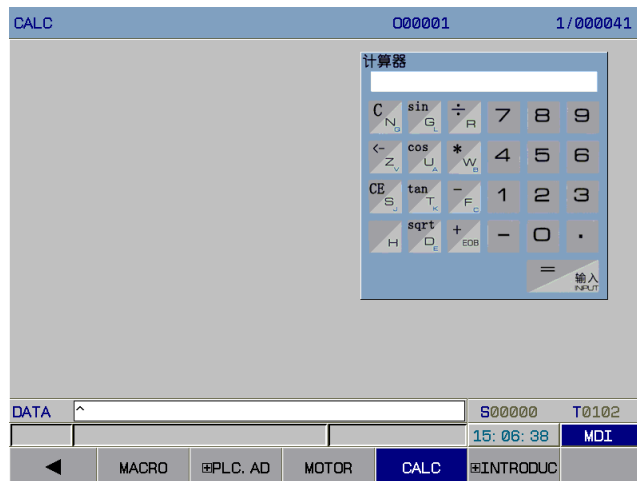 CALC O00001 1/000041
计算器
C N Q sin G L ÷ R 7 8 9
<- Z V cos U A * W B 4 5 6
CE S J tan T K - F C 1 2 3
H sqrt D E + EOB - 0 .
= 输入
INPUT
DATA ^ S00000 T0102
15:06:38 MDI
◀ MACRO ⊞PLC. AD MOTOR CALC ⊞INTRODUC